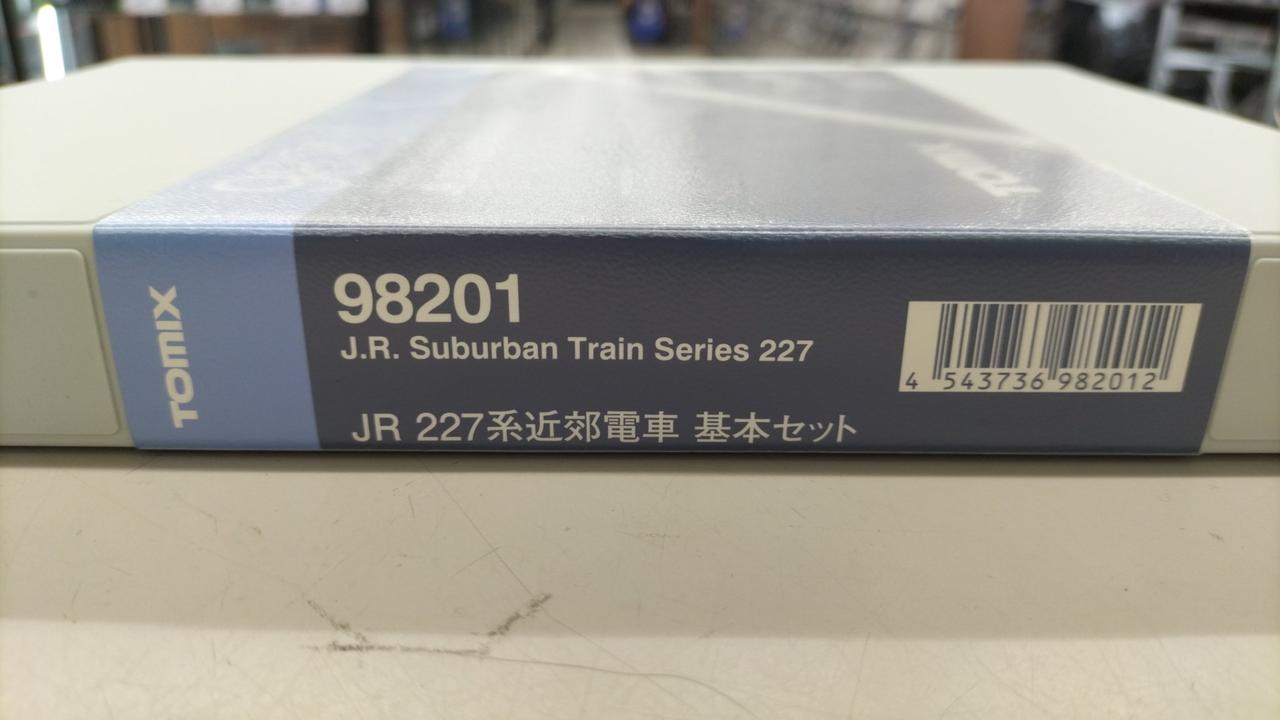 TOMIX
TOMIX
98201
J.R. Suburban Train Series 227
JR 227系近郊電車 基本セット
4 543736 982012